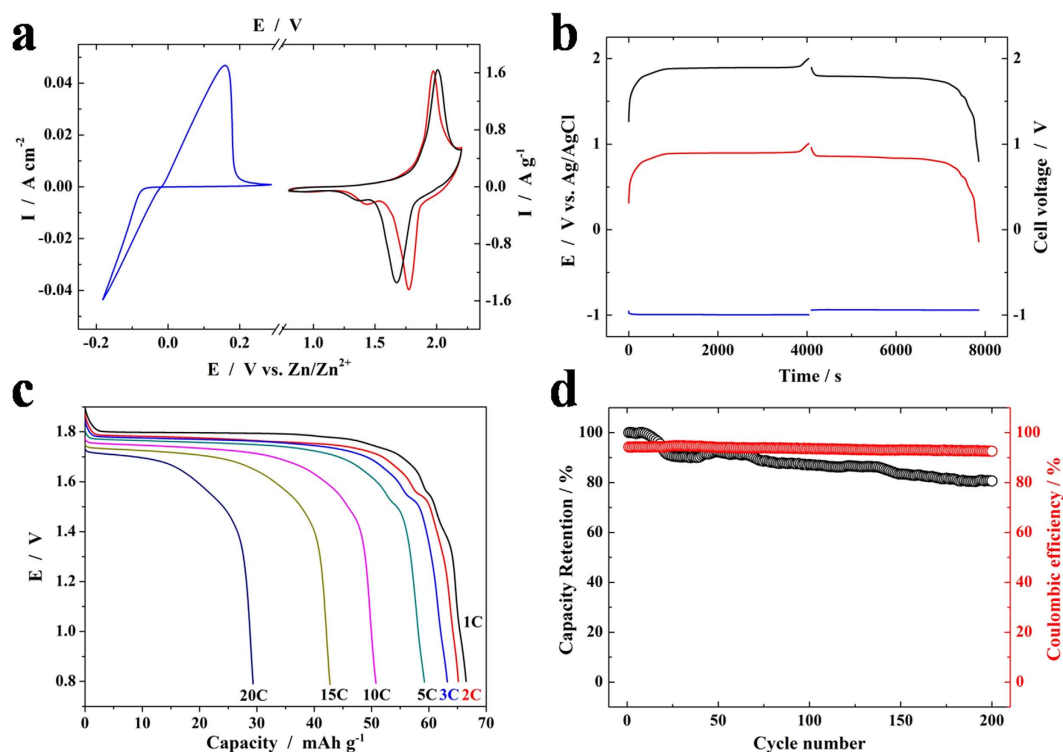 a
E / V
0.04
0.02
0.00
-0.02
-0.04
I / A cm-2
1.6
0.8
0.0
-0.8
-1.6
I / A g-1
-0.2 0.0 0.2 1.0 1.5 2.0
E / V vs. Zn/Zn2+
b
2
1
0
-1
E / V vs. Ag/AgCl
2
1
0
-1
Cell voltage / V
0 2000 4000 6000 8000
Time / s
c
1.8
1.6
1.4
1.2
1.0
0.8
E / V
1C
20C 15C 10C 5C 3C 2C
0 10 20 30 40 50 60 70
Capacity / mAh g-1
d
100
80
60
40
20
0
Capacity Retention / %
100
80
60
40
20
0
Coulombic efficiency / %
0 50 100 150 200
Cycle number